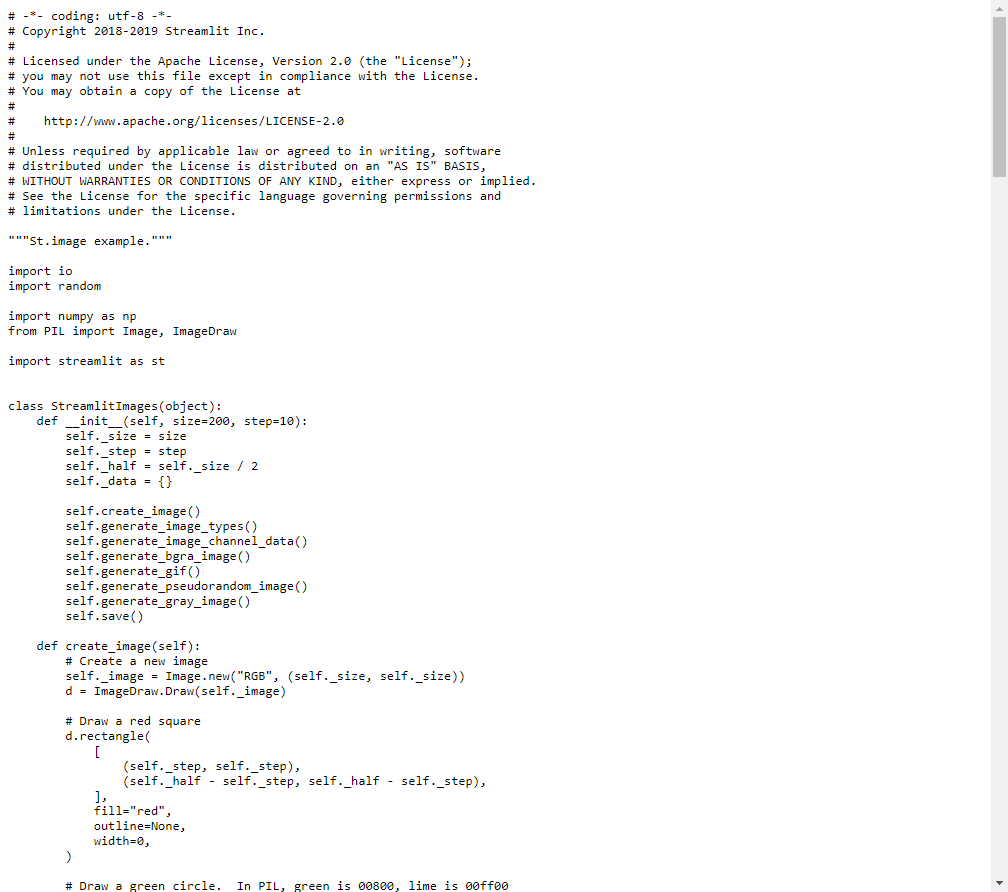 # -*- coding: utf-8 -*-
# Copyright 2018-2019 Streamlit Inc.
#
# Licensed under the Apache License, Version 2.0 (the "License");
# you may not use this file except in compliance with the License.
# You may obtain a copy of the License at
#
#    http://www.apache.org/licenses/LICENSE-2.0
#
# Unless required by applicable law or agreed to in writing, software
# distributed under the License is distributed on an "AS IS" BASIS,
# WITHOUT WARRANTIES OR CONDITIONS OF ANY KIND, either express or implied.
# See the License for the specific language governing permissions and
# limitations under the License.

"""St.image example."""

import io
import random

import numpy as np
from PIL import Image, ImageDraw

import streamlit as st


class StreamlitImages(object):
    def __init__(self, size=200, step=10):
        self._size = size
        self._step = step
        self._half = self._size / 2
        self._data = {}

        self.create_image()
        self.generate_image_types()
        self.generate_image_channel_data()
        self.generate_bgra_image()
        self.generate_gif()
        self.generate_pseudorandom_image()
        self.generate_gray_image()
        self.save()

    def create_image(self):
        # Create a new image
        self._image = Image.new("RGB", (self._size, self._size))
        d = ImageDraw.Draw(self._image)

        # Draw a red square
        d.rectangle(
            [
                (self._step, self._step),
                (self._half - self._step, self._half - self._step),
            ],
            fill="red",
            outline=None,
            width=0,
        )

        # Draw a green circle.  In PIL, green is 00800, lime is 00ff00